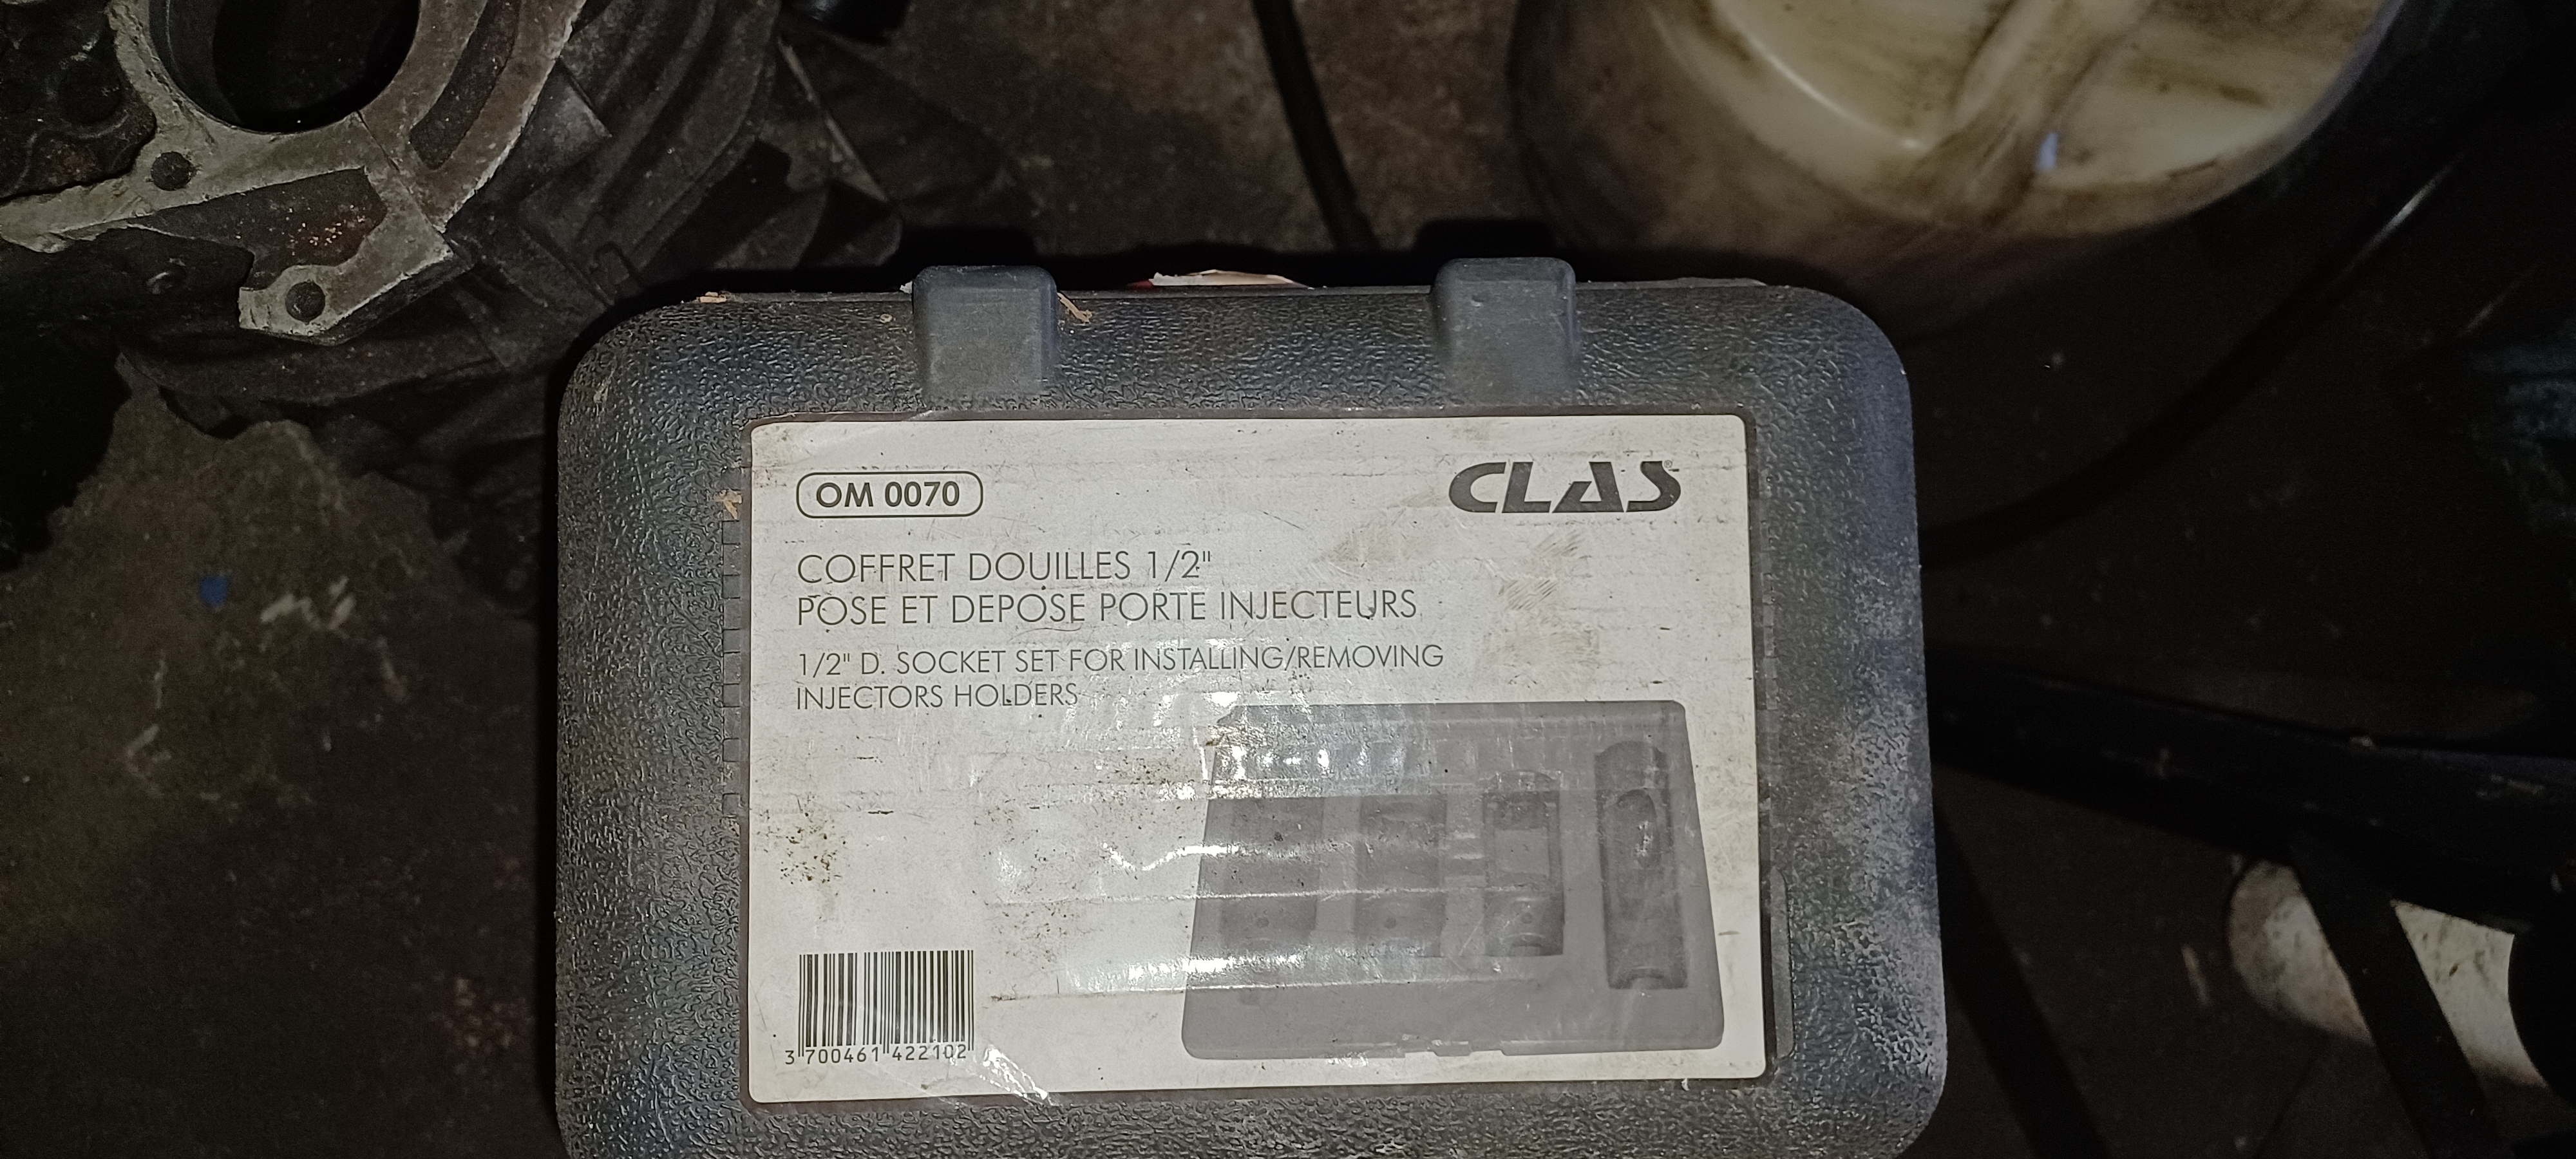 OM 0070
CLAS
COFFRET DOUILLES 1/2"
POSE ET DEPOSE PORTE INJECTEURS
1/2" D. SOCKET SET FOR INSTALLING/REMOVING
INJECTORS HOLDERS
3 700461 422102